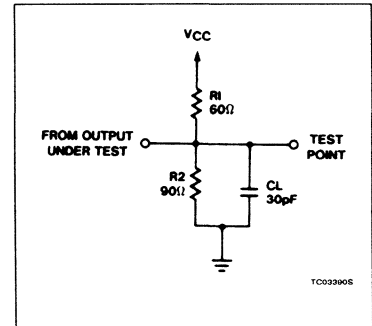 VCC
R1
60Ω
FROM OUTPUT
UNDER TEST
TEST
POINT
R2
90Ω
CL
30pF
TC03390S